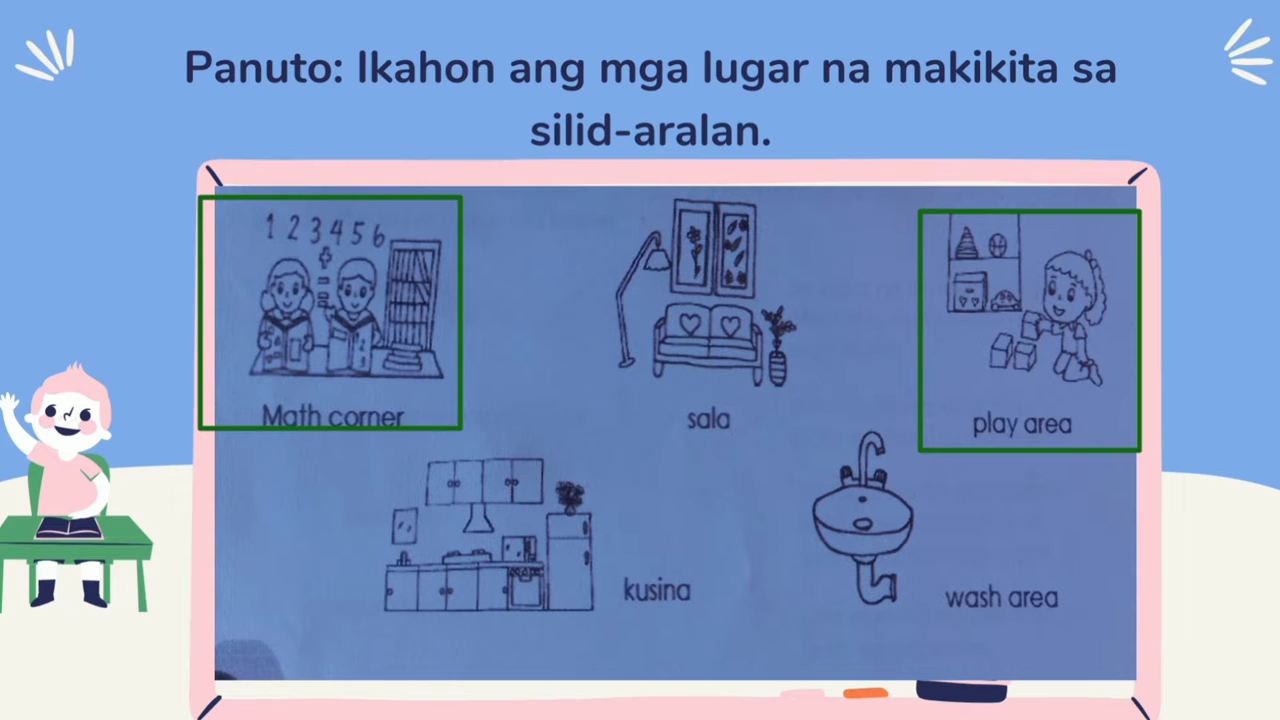 Panuto: Ikahon ang mga lugar na makikita sa
silid-aralan.
1 2 3 4 5 6
Math corner
sala
play area
kusina
wash area